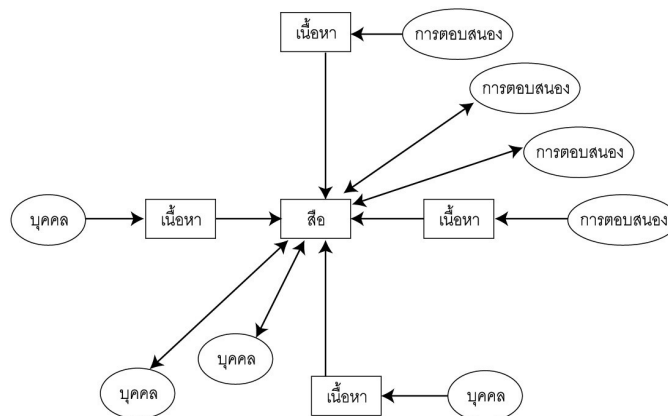 เนื้อหา
การตอบสนอง
การตอบสนอง
การตอบสนอง
บุคคล
เนื้อหา
สื่อ
เนื้อหา
การตอบสนอง
บุคคล
บุคคล
เนื้อหา
บุคคล